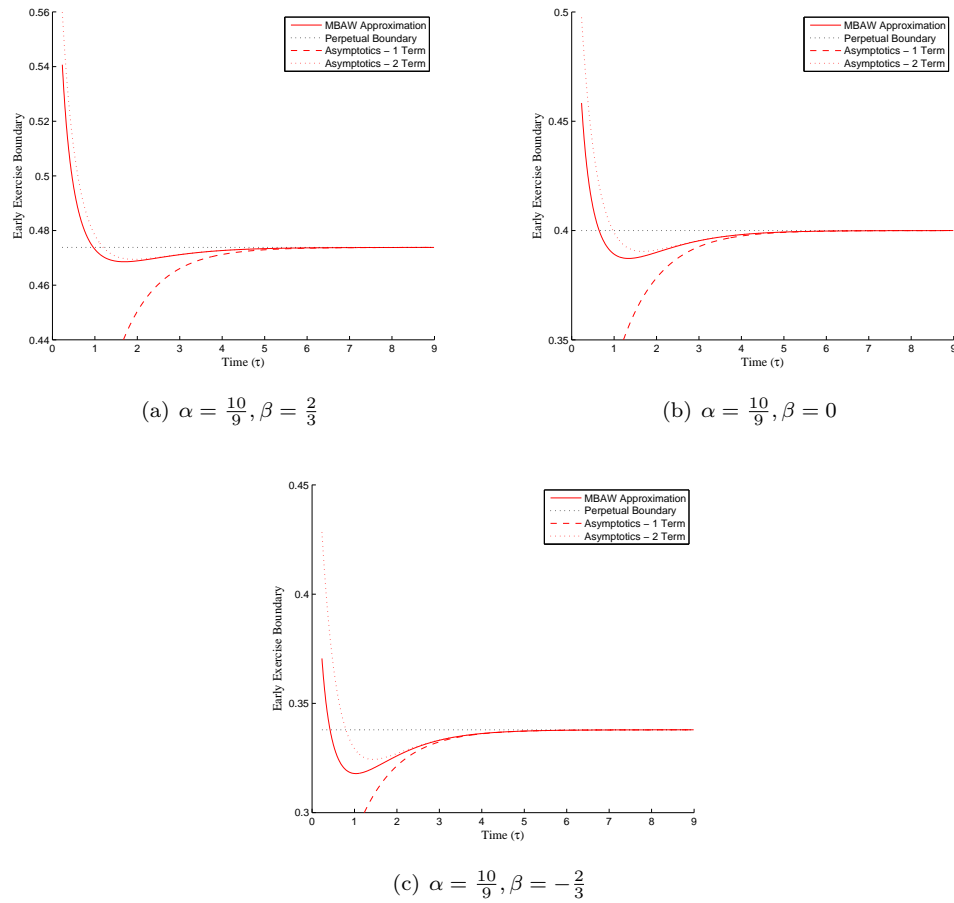 0.56
0.54
0.52
0.5
0.48
0.46
0.44
Early Exercise Boundary
0 1 2 3 4 5 6 7 8 9
Time (τ)
MBAW Approximation
Perpetual Boundary
Asymptotics − 1 Term
Asymptotics − 2 Term
(a) α = 10/9, β = 2/3
0.5
0.45
0.4
0.35
Early Exercise Boundary
0 1 2 3 4 5 6 7 8 9
Time (τ)
MBAW Approximation
Perpetual Boundary
Asymptotics − 1 Term
Asymptotics − 2 Term
(b) α = 10/9, β = 0
0.45
0.4
0.35
0.3
Early Exercise Boundary
0 1 2 3 4 5 6 7 8 9
Time (τ)
MBAW Approximation
Perpetual Boundary
Asymptotics − 1 Term
Asymptotics − 2 Term
(c) α = 10/9, β = −2/3